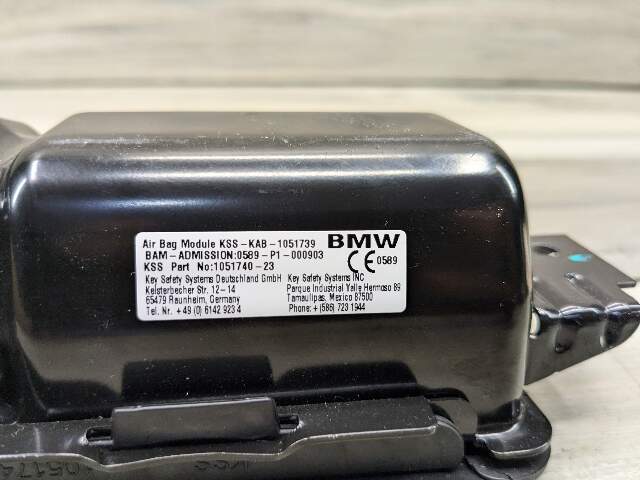 Air Bag Module KSS-KAB-1051739 BMW
BAM-ADMISSION:0589-P1-000903
CE 0589
KSS Part No:1051740-23
Key Safety Systems Deutschland GmbH Key Safety Systems INC
Kelsterbecher Str. 12-14 Parque Industrial Valle Hermoso 89
65479 Raunheim, Germany Tamaulipas, Mexico 87500
Tel. Nr. +49 (0) 6142 923 4 Phone: +(586) 723 1944